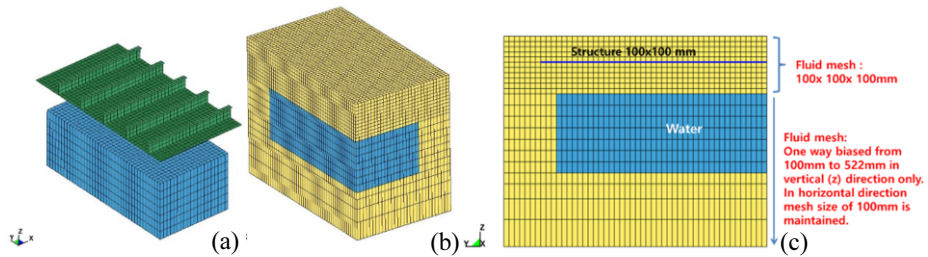 Z
Y X
(a)
(b)
Z
Y
Structure 100x100 mm
Water
(c)
Fluid mesh :
100x 100x 100mm
Fluid mesh:
One way biased from
100mm to 522mm in
vertical (z) direction only.
In horizontal direction
mesh size of 100mm is
maintained.